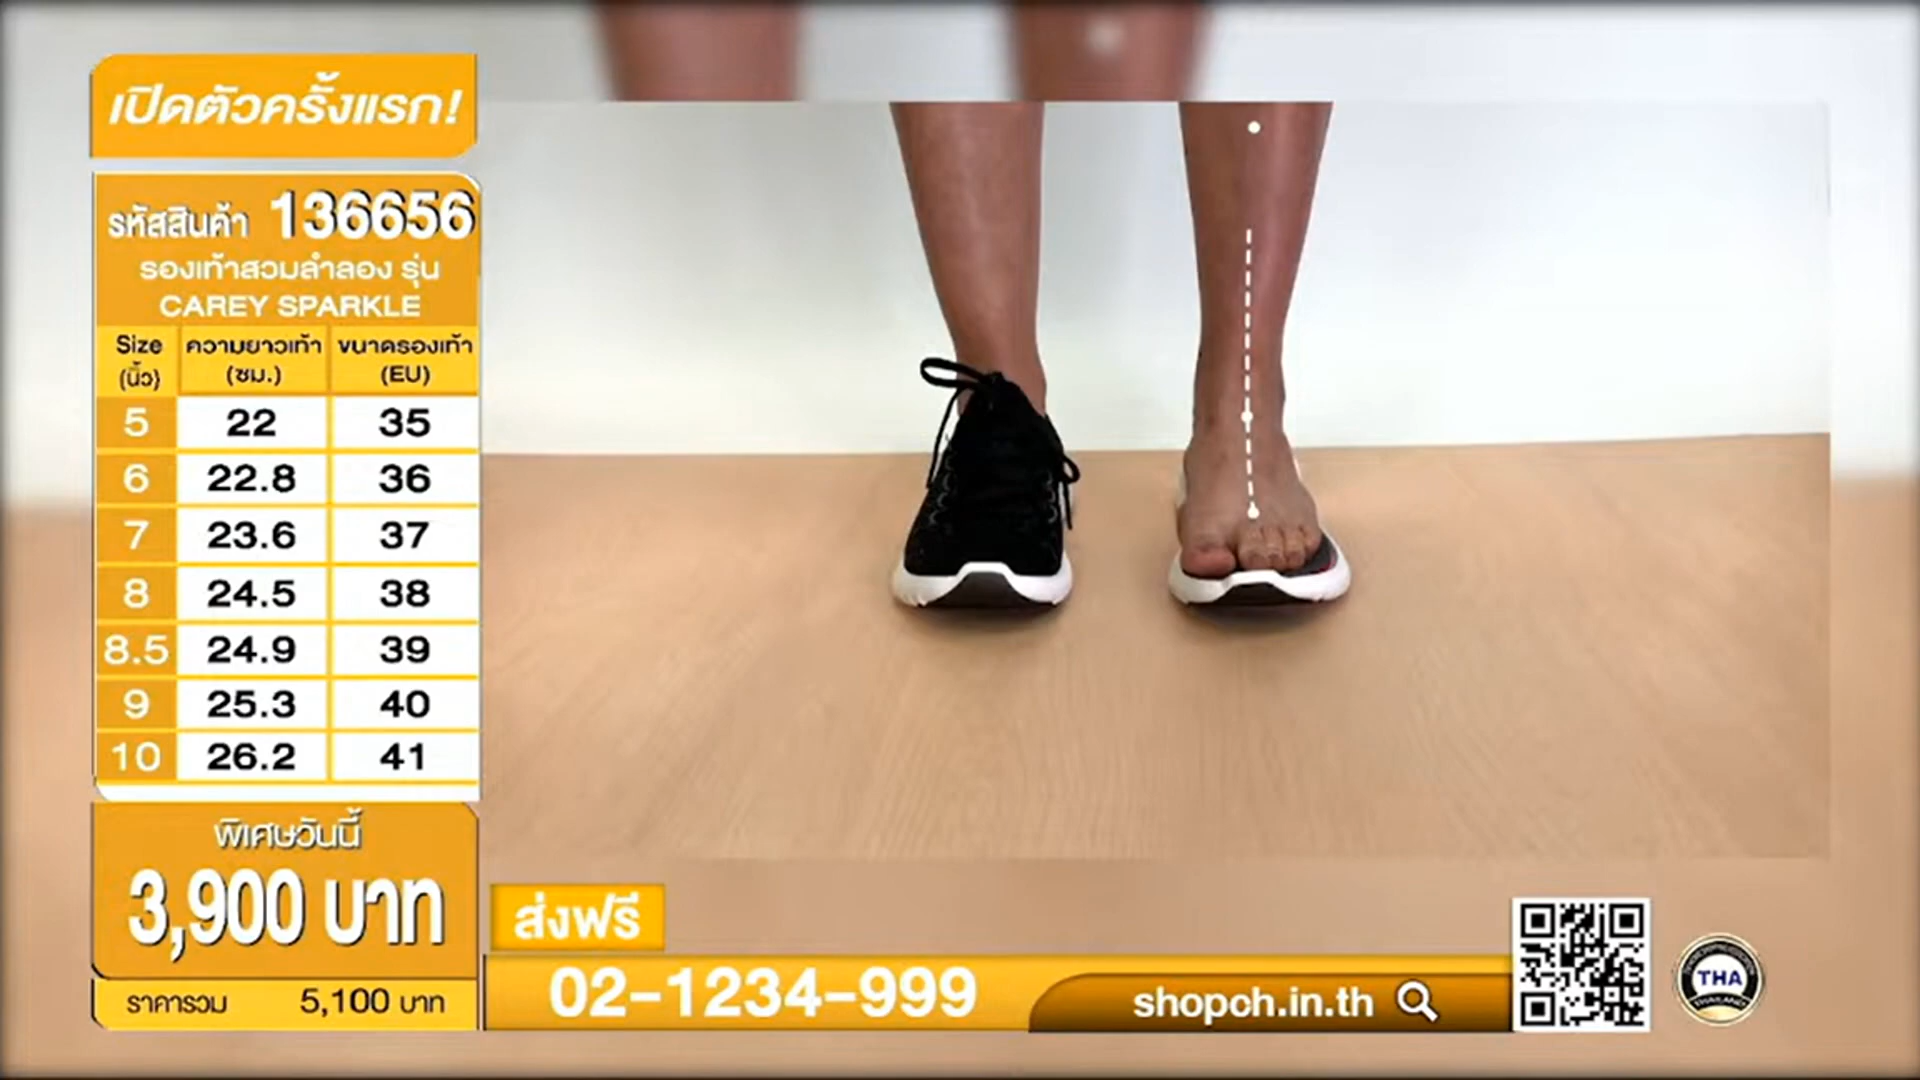 เปิดตัวครั้งแรก!
รหัสสินค้า 136656
รองเท้าสวมลำลอง รุ่น
CAREY SPARKLE
Size (นิ้ว) ความยาวเท้า (ซม.) ขนาดรองเท้า (EU)
5 22 35
6 22.8 36
7 23.6 37
8 24.5 38
8.5 24.9 39
9 25.3 40
10 26.2 41
พิเศษวันนี้
3,900 บาท
ราคารวม 5,100 บาท
ส่งฟรี
02-1234-999
shopch.in.th
THA